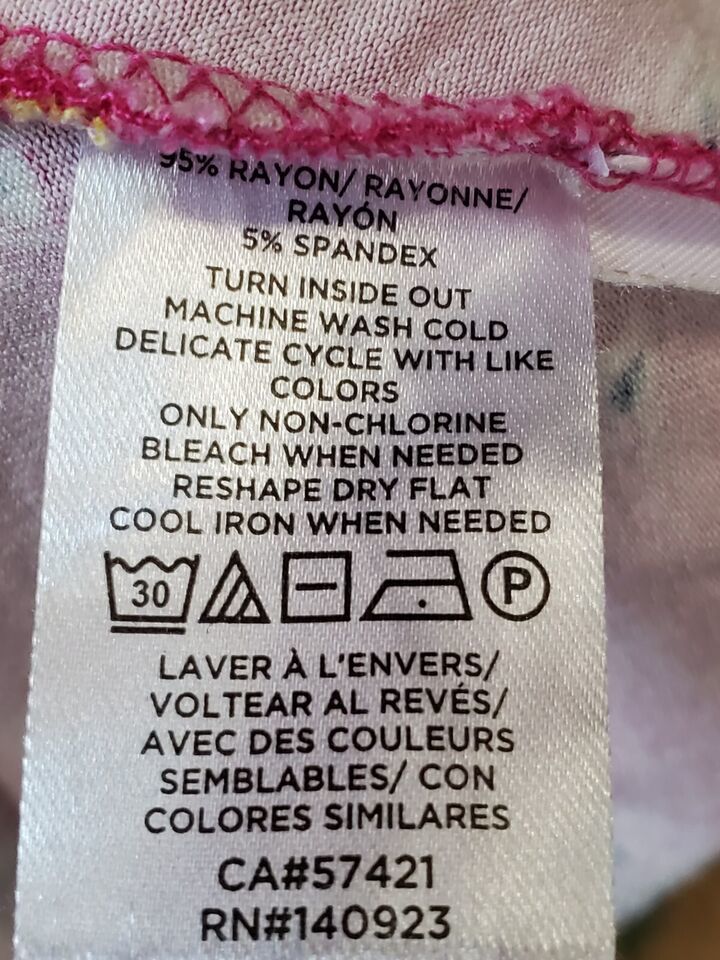 95% RAYON/ RAYONNE/
RAYÓN
5% SPANDEX
TURN INSIDE OUT
MACHINE WASH COLD
DELICATE CYCLE WITH LIKE
COLORS
ONLY NON-CHLORINE
BLEACH WHEN NEEDED
RESHAPE DRY FLAT
COOL IRON WHEN NEEDED
30 P
LAVER À L'ENVERS/
VOLTEAR AL REVÉS/
AVEC DES COULEURS
SEMBLABLES/ CON
COLORES SIMILARES
CA#57421
RN#140923